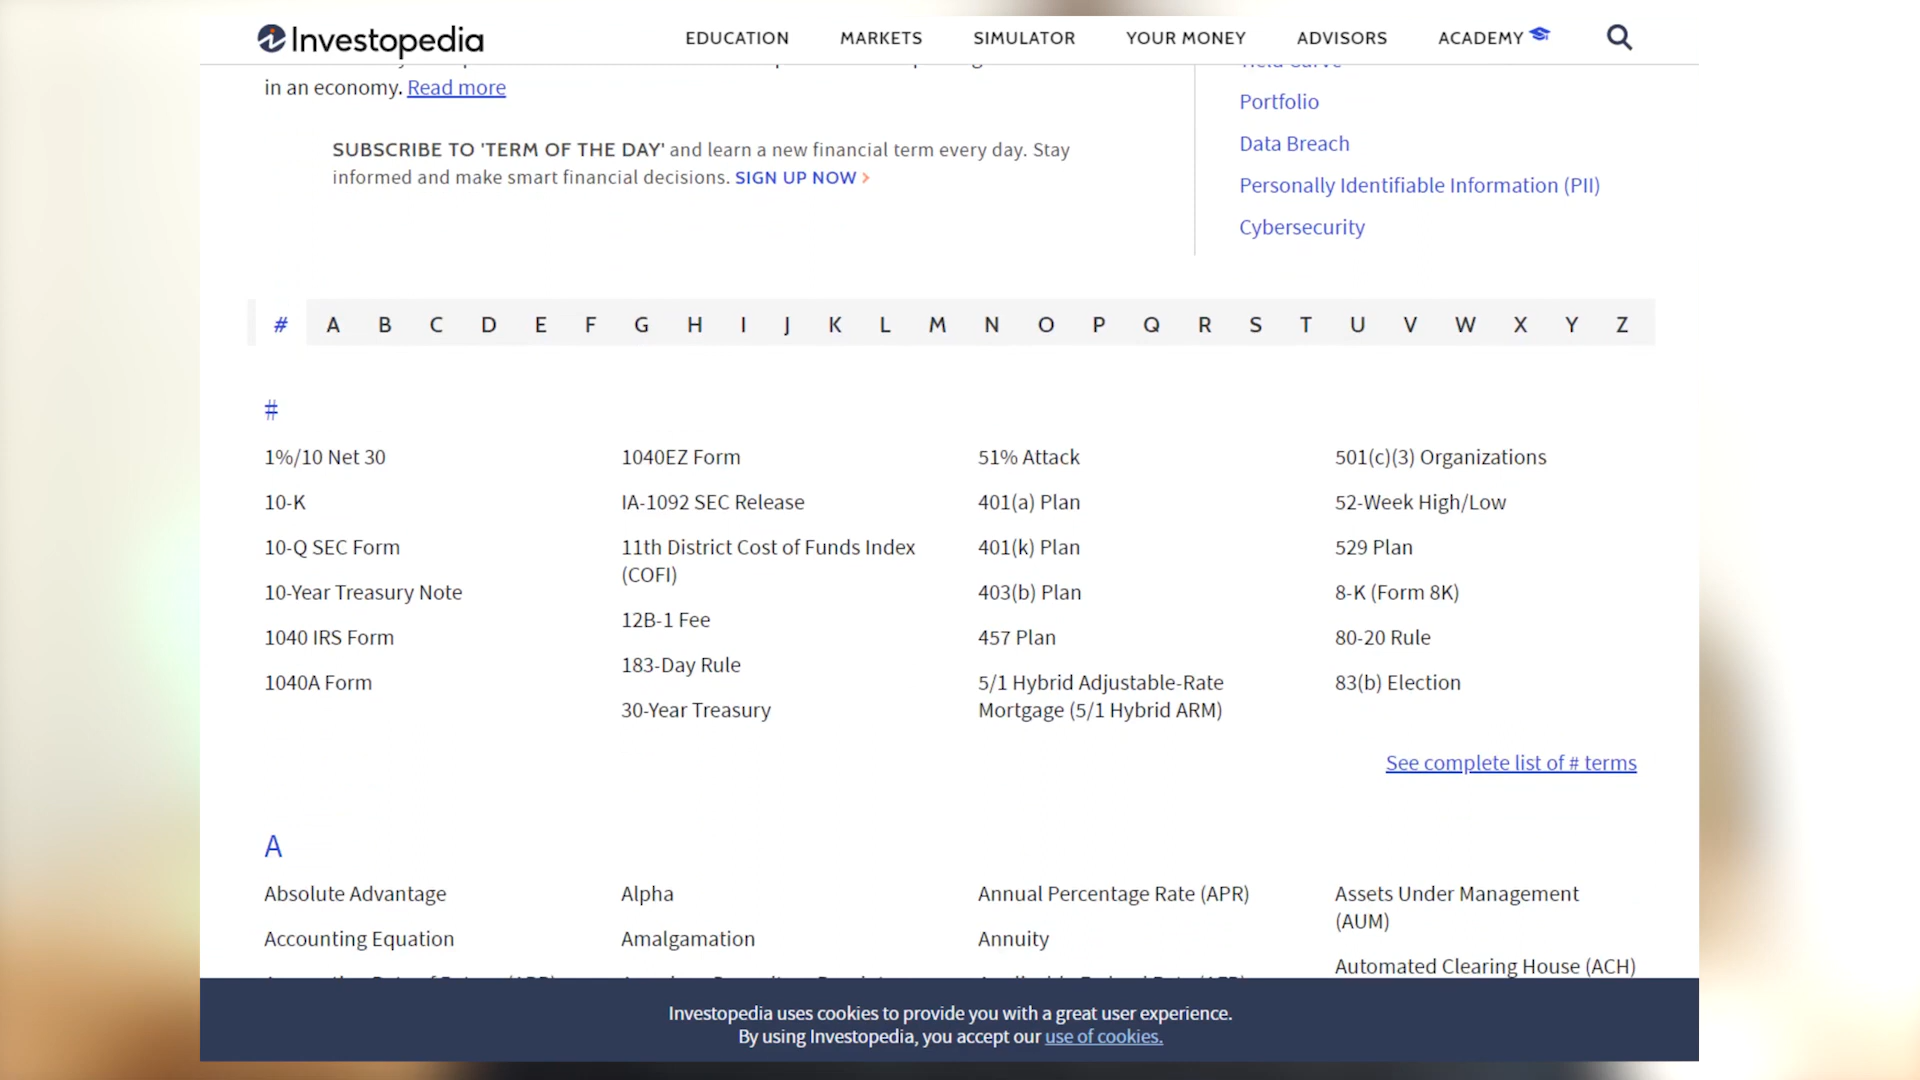 Investopedia
EDUCATION MARKETS SIMULATOR YOUR MONEY ADVISORS ACADEMY
in an economy. Read more
SUBSCRIBE TO 'TERM OF THE DAY' and learn a new financial term every day. Stay
informed and make smart financial decisions. SIGN UP NOW >
Portfolio
Data Breach
Personally Identifiable Information (PII)
Cybersecurity
# A B C D E F G H I J K L M N O P Q R S T U V W X Y Z
#
1%/10 Net 30
10-K
10-Q SEC Form
10-Year Treasury Note
1040 IRS Form
1040A Form
1040EZ Form
IA-1092 SEC Release
11th District Cost of Funds Index
(COFI)
12B-1 Fee
183-Day Rule
30-Year Treasury
51% Attack
401(a) Plan
401(k) Plan
403(b) Plan
457 Plan
5/1 Hybrid Adjustable-Rate
Mortgage (5/1 Hybrid ARM)
501(c)(3) Organizations
52-Week High/Low
529 Plan
8-K (Form 8K)
80-20 Rule
83(b) Election
See complete list of # terms
A
Absolute Advantage
Accounting Equation
Alpha
Amalgamation
Annual Percentage Rate (APR)
Annuity
Assets Under Management
(AUM)
Automated Clearing House (ACH)
Investopedia uses cookies to provide you with a great user experience.
By using Investopedia, you accept our use of cookies.